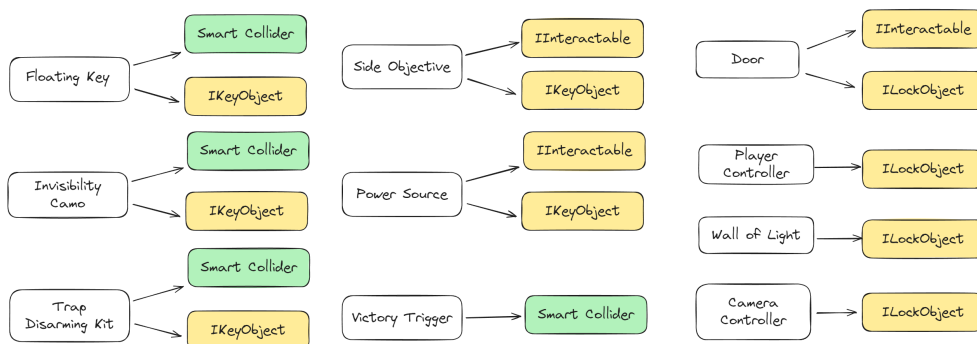 Smart Collider
Floating Key
IKeyObject
Smart Collider
Invisibility
Camo
IKeyObject
Smart Collider
Trap
Disarming Kit
IKeyObject
IInteractable
Side Objective
IKeyObject
IInteractable
Power Source
IKeyObject
Victory Trigger
Smart Collider
IInteractable
Door
ILockObject
Player
Controller
ILockObject
Wall of Light
ILockObject
Camera
Controller
ILockObject